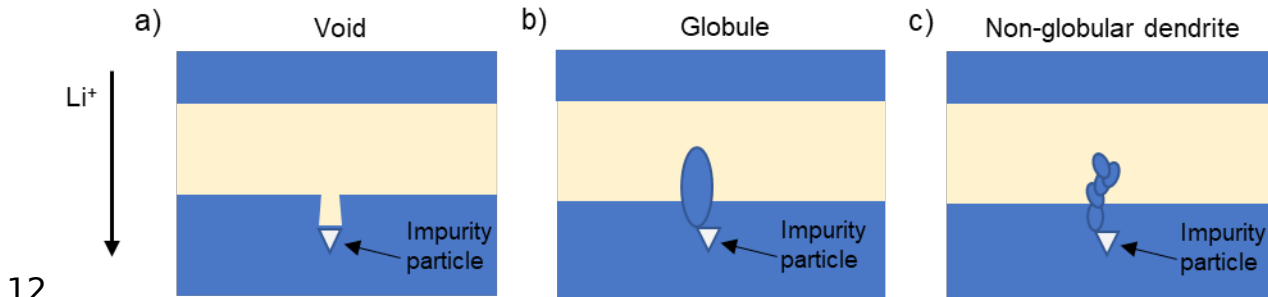 a)
Void
b)
Globule
c)
Non-globular dendrite
Li⁺
Impurity
particle
Impurity
particle
Impurity
particle
12